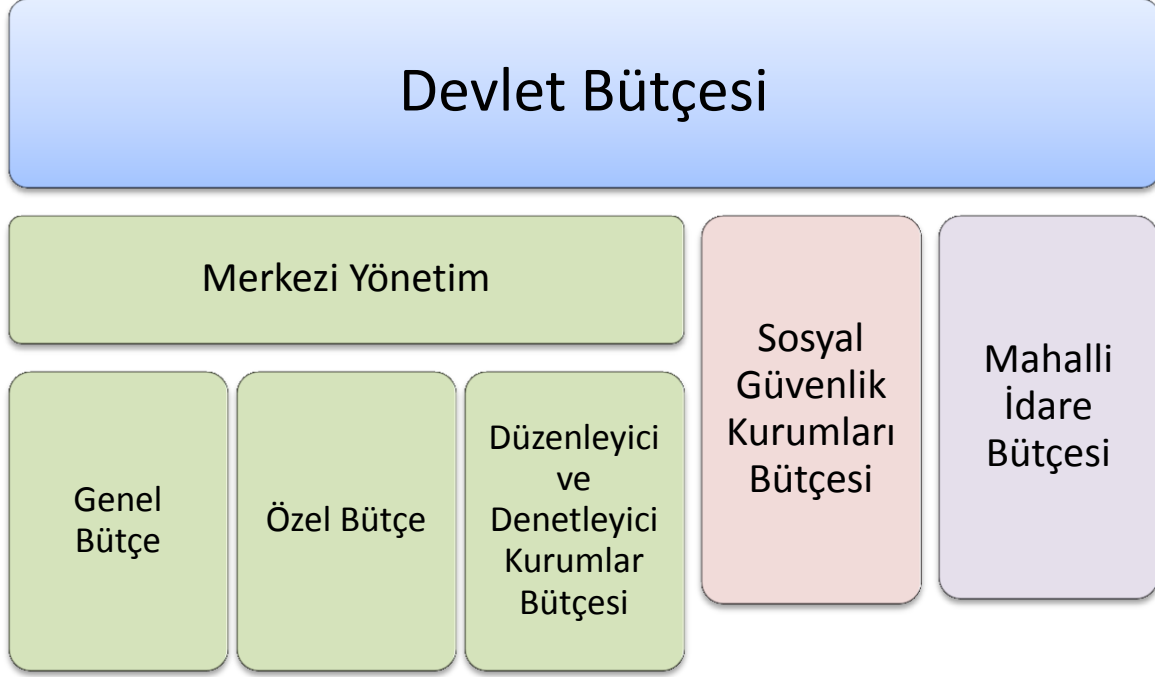 Devlet Bütçesi
Merkezi Yönetim
Genel
Bütçe
Özel Bütçe
Düzenleyici
ve
Denetleyici
Kurumlar
Bütçesi
Sosyal
Güvenlik
Kurumları
Bütçesi
Mahalli
İdare
Bütçesi